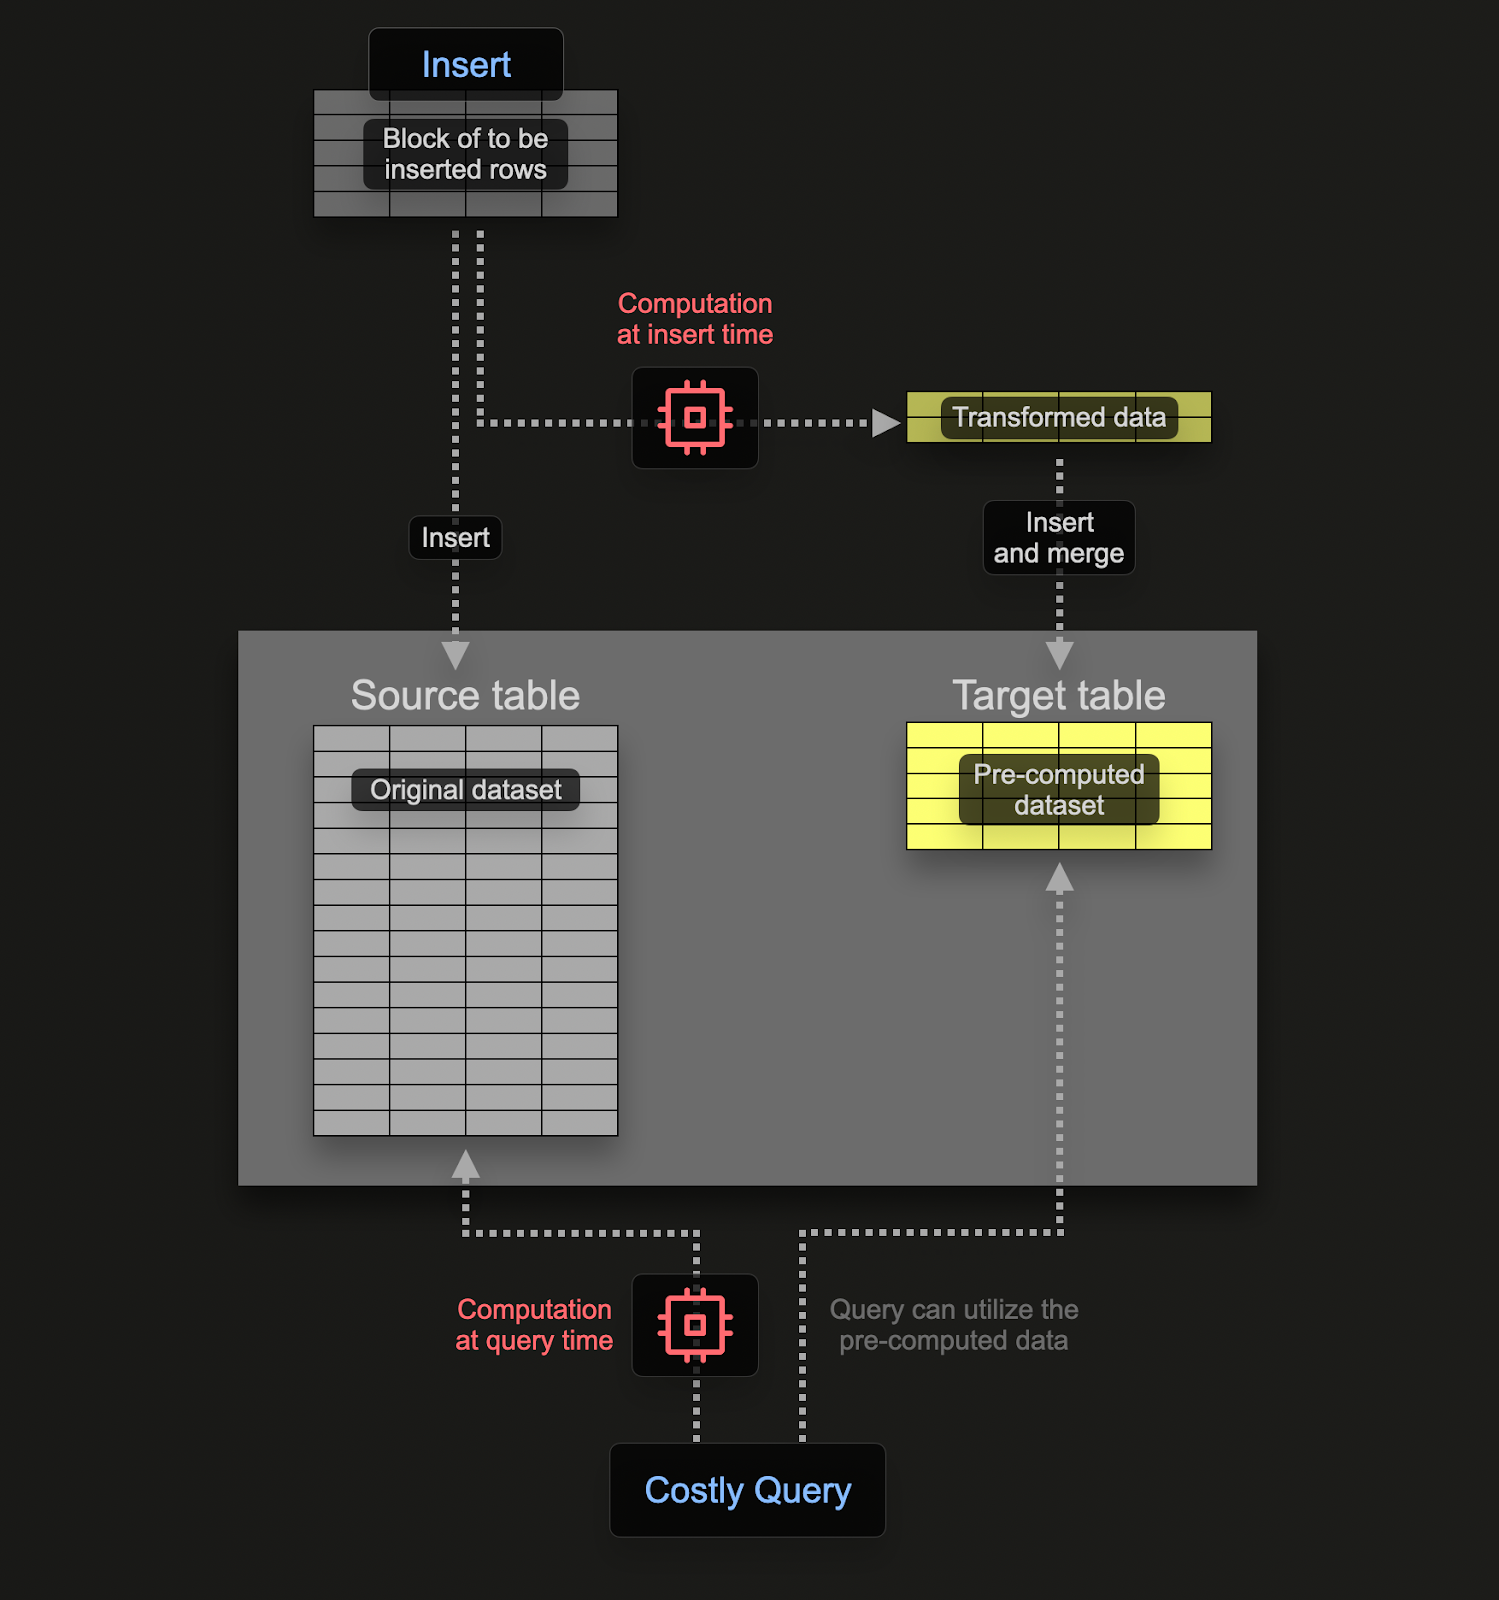 Insert
Block of to be
inserted rows
Computation
at insert time
Transformed data
Insert
Insert
and merge
Source table
Target table
Original dataset
Pre-computed
dataset
Computation
at query time
Query can utilize the
pre-computed data
Costly Query